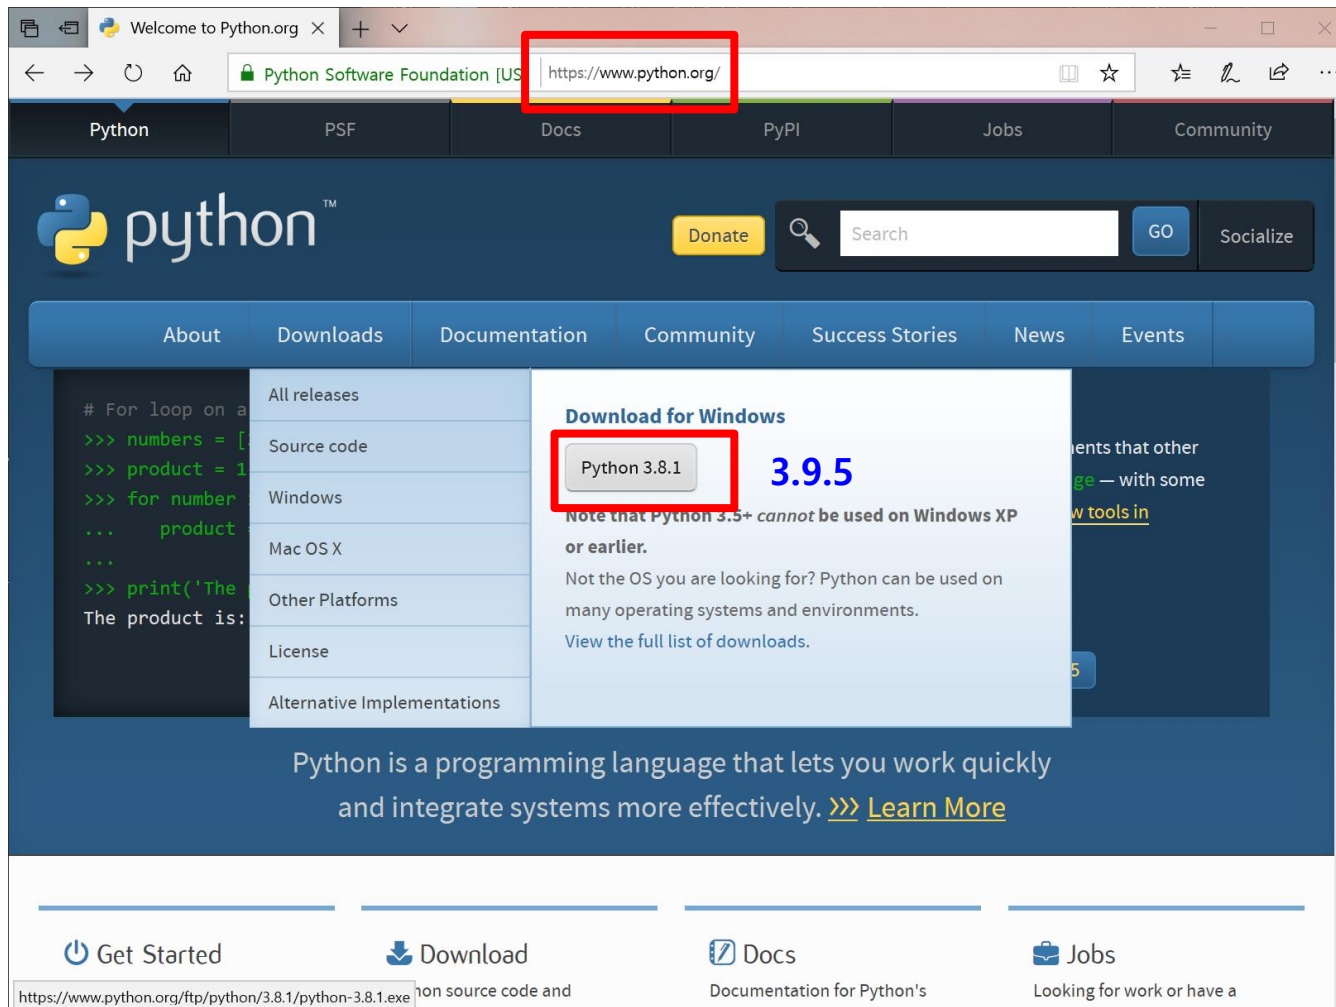 Welcome to Python.org
Python Software Foundation [US
https://www.python.org/
Python
PSF
Docs
PyPI
Jobs
Community
python™
Donate
Search
GO
Socialize
About
Downloads
Documentation
Community
Success Stories
News
Events
# For loop on a
>>> numbers = [
>>> product = 1
>>> for number
... product
...
>>> print('The
The product is:
All releases
Source code
Windows
Mac OS X
Other Platforms
License
Alternative Implementations
Download for Windows
Python 3.8.1
3.9.5
Note that Python 3.5+ cannot be used on Windows XP
or earlier.
Not the OS you are looking for? Python can be used on
many operating systems and environments.
View the full list of downloads.
that other
— with some
tools in
5
Python is a programming language that lets you work quickly
and integrate systems more effectively. >>> Learn More
Get Started
Download
Docs
Jobs
https://www.python.org/ftp/python/3.8.1/python-3.8.1.exe
source code and
Documentation for Python's
Looking for work or have a